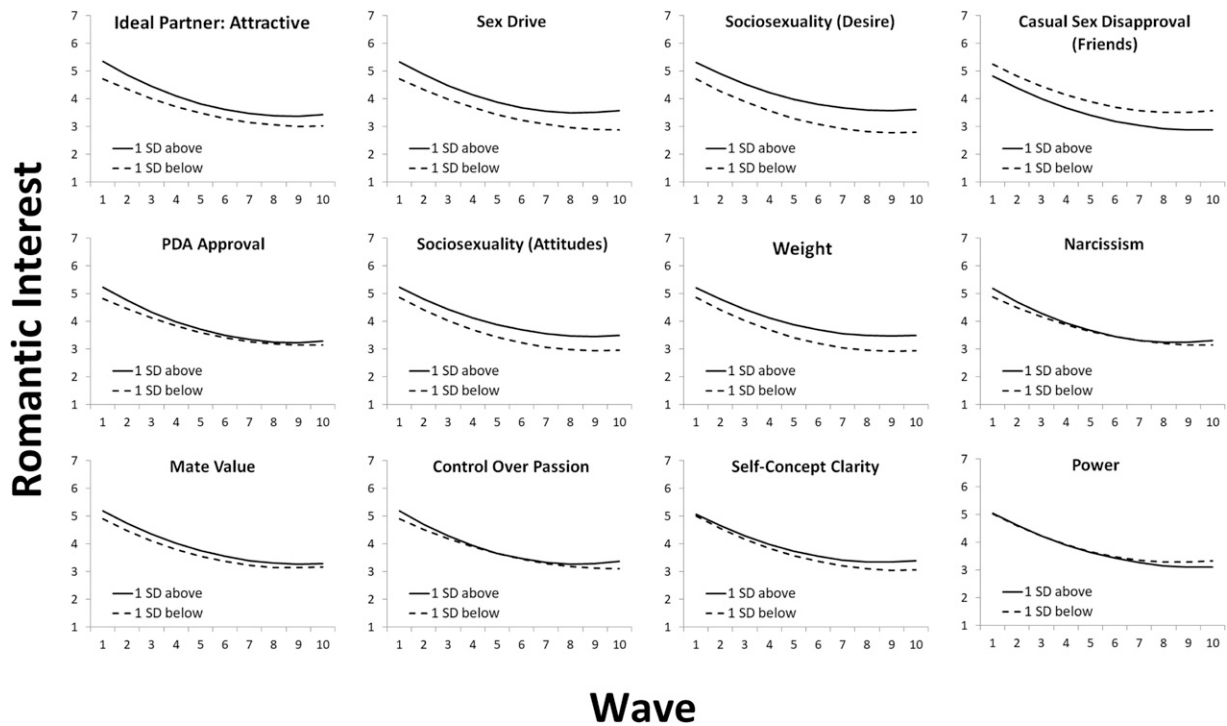 Romantic Interest
Ideal Partner: Attractive
7
6
5
4
3
2
1
1 SD above
1 SD below
1 2 3 4 5 6 7 8 9 10
Sex Drive
7
6
5
4
3
2
1
1 SD above
1 SD below
1 2 3 4 5 6 7 8 9 10
Sociosexuality (Desire)
7
6
5
4
3
2
1
1 SD above
1 SD below
1 2 3 4 5 6 7 8 9 10
Casual Sex Disapproval
(Friends)
7
6
5
4
3
2
1
1 SD above
1 SD below
1 2 3 4 5 6 7 8 9 10
PDA Approval
7
6
5
4
3
2
1
1 SD above
1 SD below
1 2 3 4 5 6 7 8 9 10
Sociosexuality (Attitudes)
7
6
5
4
3
2
1
1 SD above
1 SD below
1 2 3 4 5 6 7 8 9 10
Weight
7
6
5
4
3
2
1
1 SD above
1 SD below
1 2 3 4 5 6 7 8 9 10
Narcissism
7
6
5
4
3
2
1
1 SD above
1 SD below
1 2 3 4 5 6 7 8 9 10
Mate Value
7
6
5
4
3
2
1
1 SD above
1 SD below
1 2 3 4 5 6 7 8 9 10
Control Over Passion
7
6
5
4
3
2
1
1 SD above
1 SD below
1 2 3 4 5 6 7 8 9 10
Self-Concept Clarity
7
6
5
4
3
2
1
1 SD above
1 SD below
1 2 3 4 5 6 7 8 9 10
Power
7
6
5
4
3
2
1
1 SD above
1 SD below
1 2 3 4 5 6 7 8 9 10
Wave